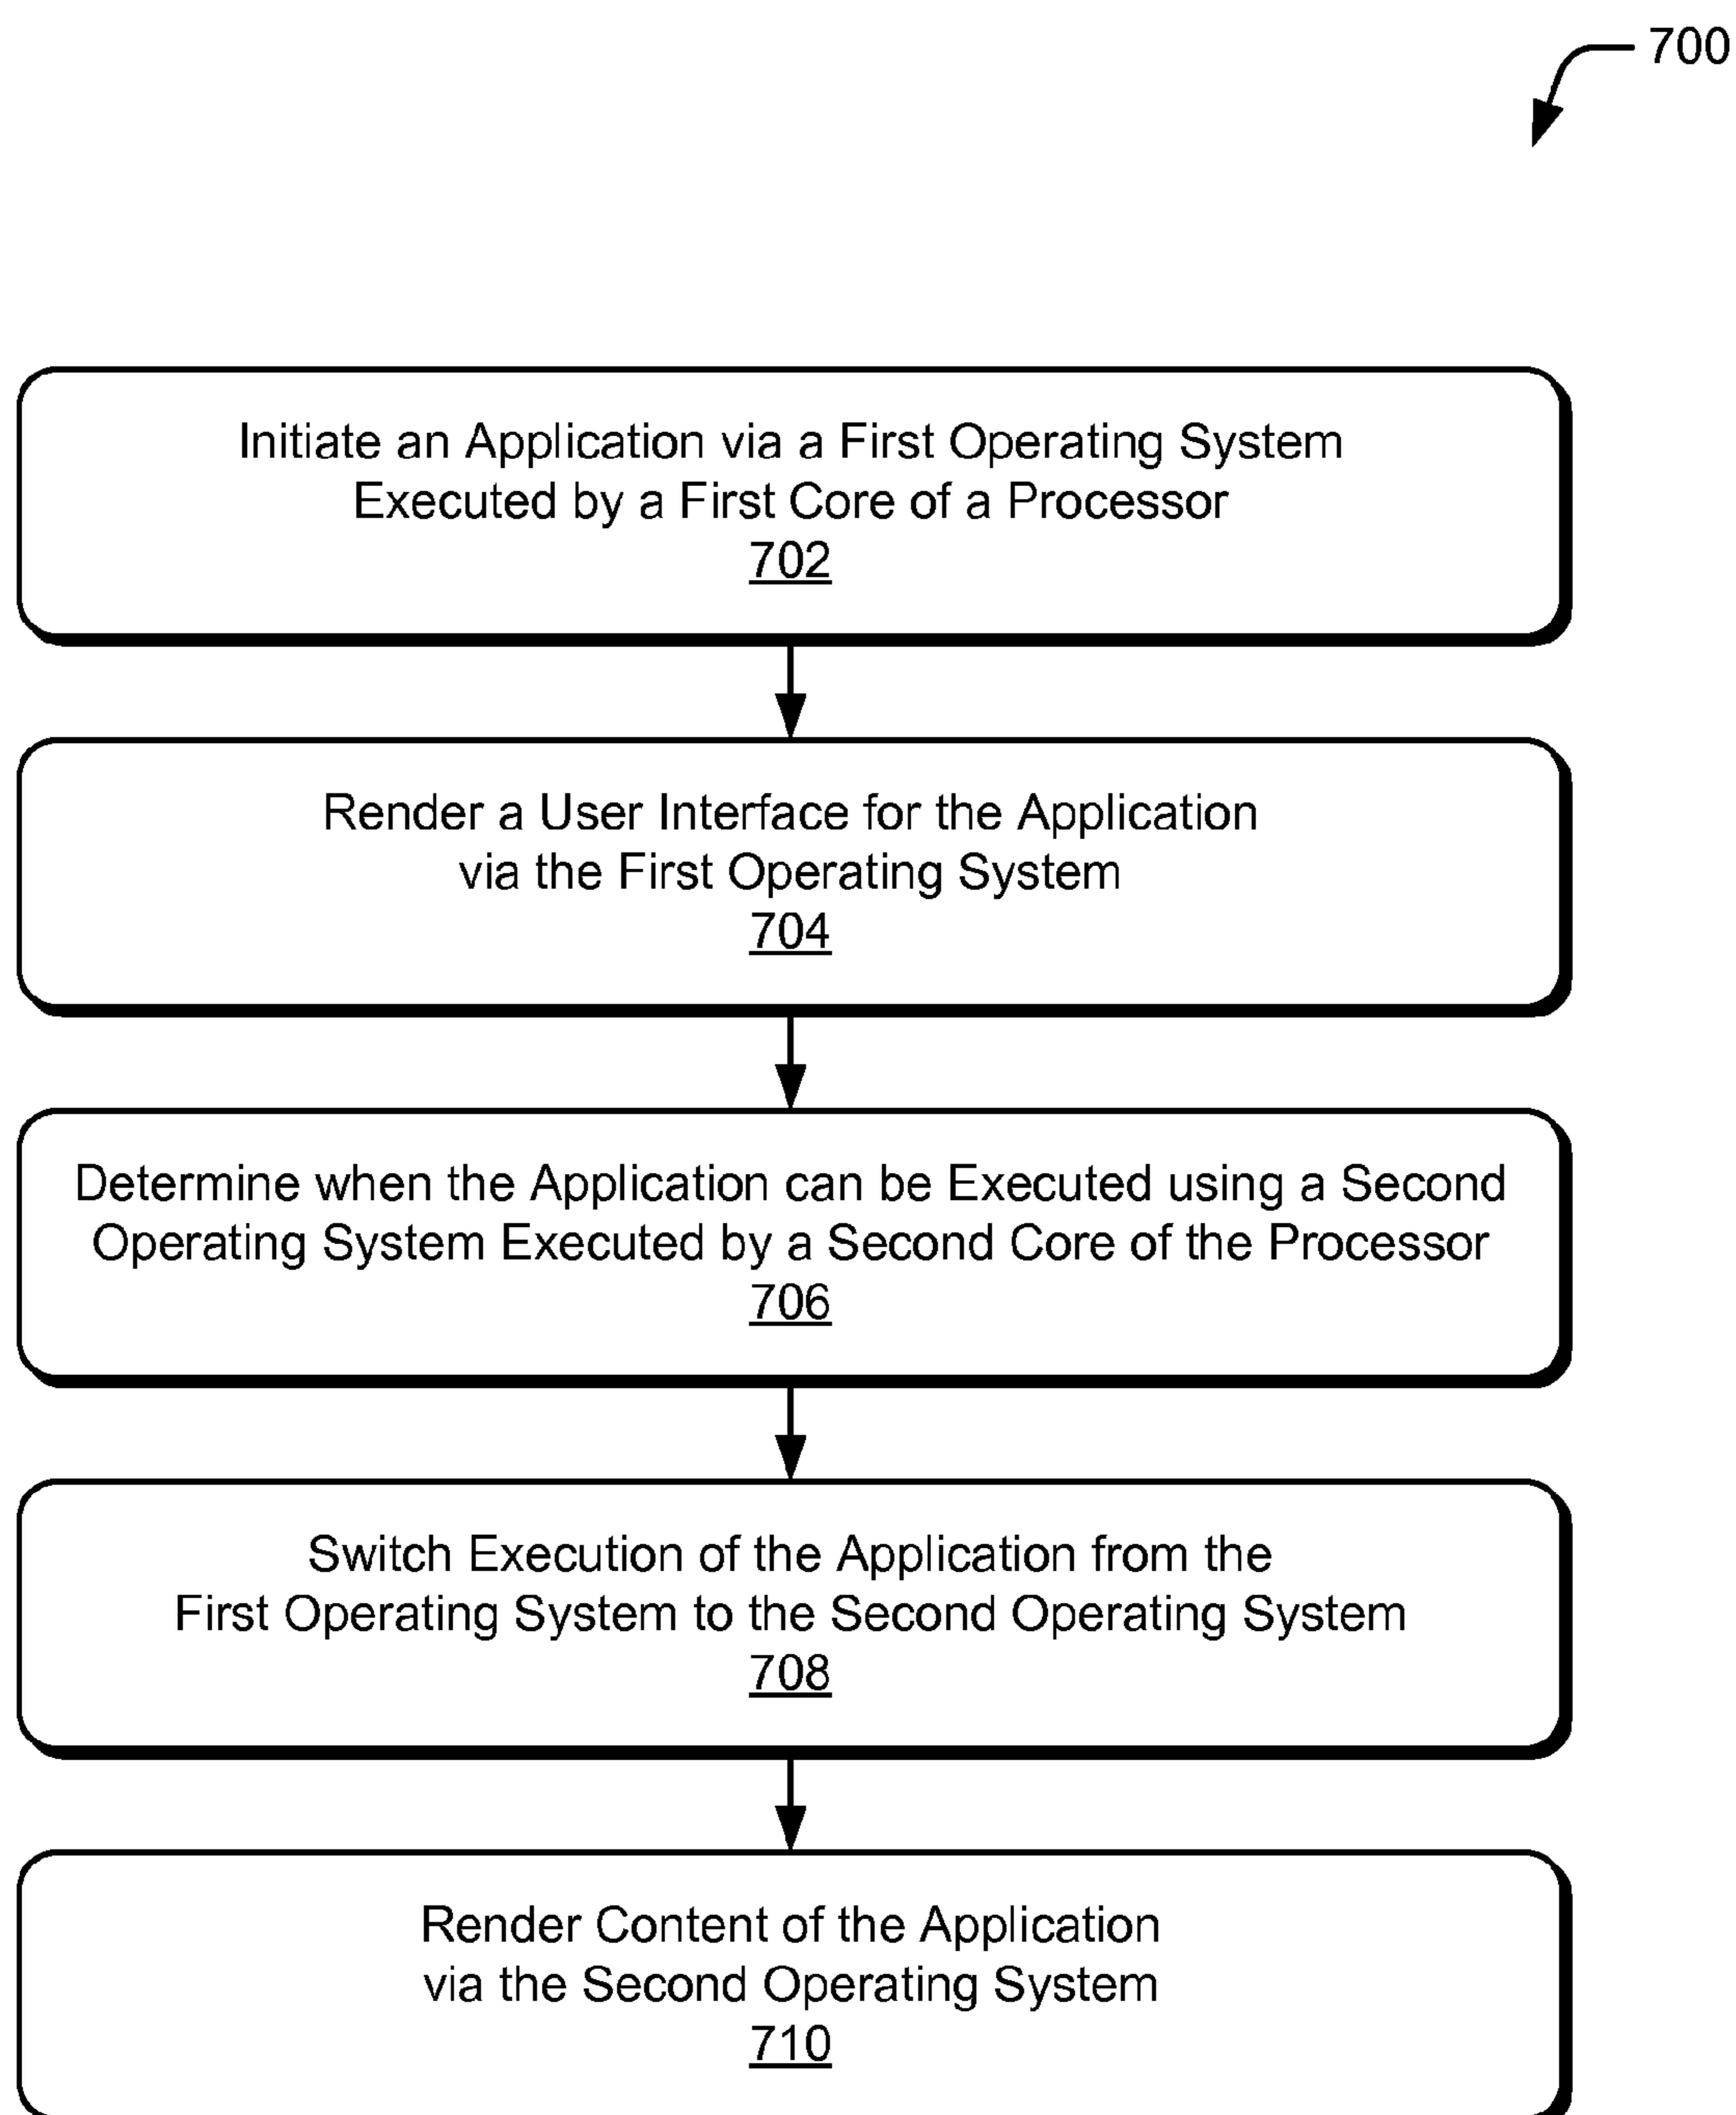 700
Initiate an Application via a First Operating System
Executed by a First Core of a Processor
702
Render a User Interface for the Application
via the First Operating System
704
Determine when the Application can be Executed using a Second
Operating System Executed by a Second Core of the Processor
706
Switch Execution of the Application from the
First Operating System to the Second Operating System
708
Render Content of the Application
via the Second Operating System
710